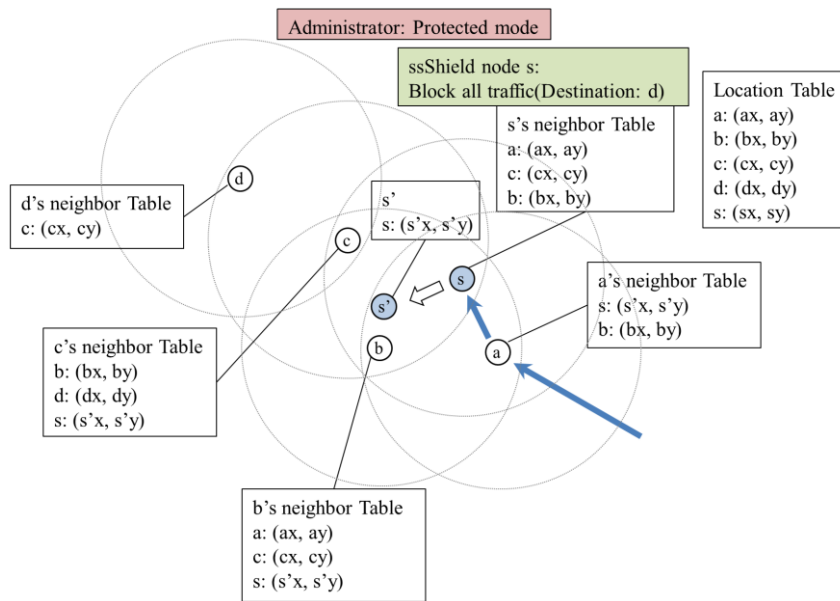 Administrator: Protected mode
ssShield node s:
Block all traffic(Destination: d)
Location Table
a: (ax, ay)
b: (bx, by)
c: (cx, cy)
d: (dx, dy)
s: (sx, sy)
s's neighbor Table
a: (ax, ay)
c: (cx, cy)
b: (bx, by)
d
d's neighbor Table
c: (cx, cy)
s'
s: (s'x, s'y)
c
s
s'
a's neighbor Table
s: (s'x, s'y)
b: (bx, by)
b
a
c's neighbor Table
b: (bx, by)
d: (dx, dy)
s: (s'x, s'y)
b's neighbor Table
a: (ax, ay)
c: (cx, cy)
s: (s'x, s'y)